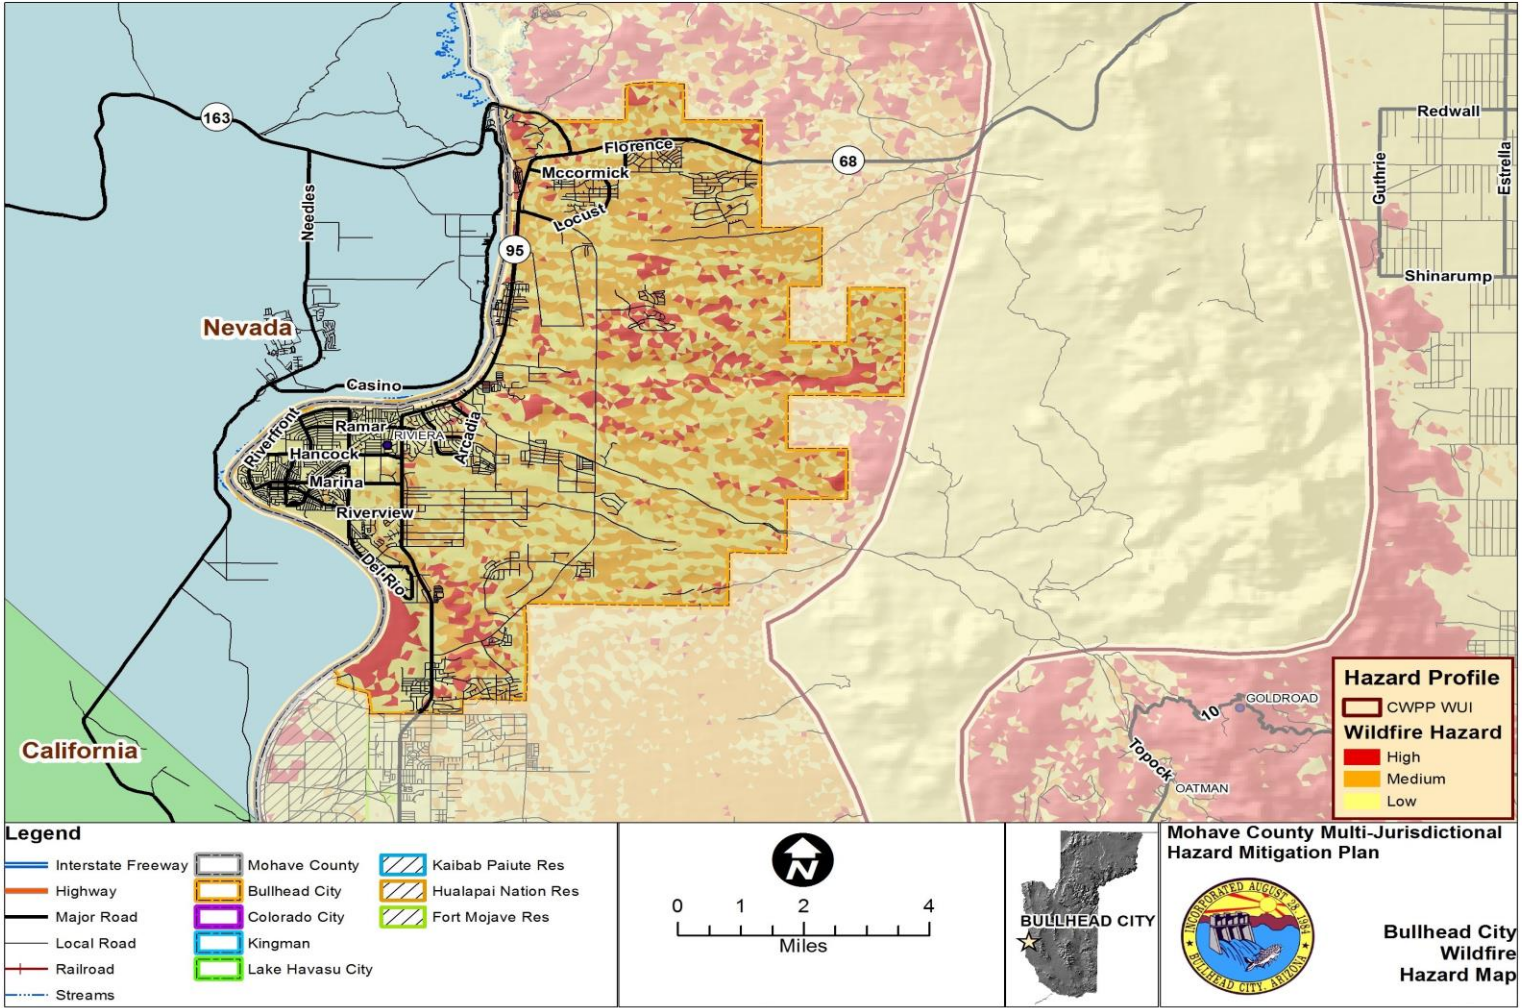 163
Needles
Nevada
Casino
California
Florence
Mccormick
Locust
68
95
Riverfront
Ramar
RIVIERA
Arcadia
Hancock
Marina
Riverview
Del Rio
Redwall
Guthrie
Estrella
Shinarump
10
GOLDROAD
Topock
OATMAN
Hazard Profile
CWPP WUI
Wildfire Hazard
High
Medium
Low
Legend
Interstate Freeway
Highway
Major Road
Local Road
Railroad
Streams
Mohave County
Bullhead City
Colorado City
Kingman
Lake Havasu City
Kaibab Paiute Res
Hualapai Nation Res
Fort Mojave Res
N
0 1 2 4
Miles
BULLHEAD CITY
Mohave County Multi-Jurisdictional
Hazard Mitigation Plan
INCORPORATED AUGUST 28, 1984
BULLHEAD CITY, ARIZONA
Bullhead City
Wildfire
Hazard Map